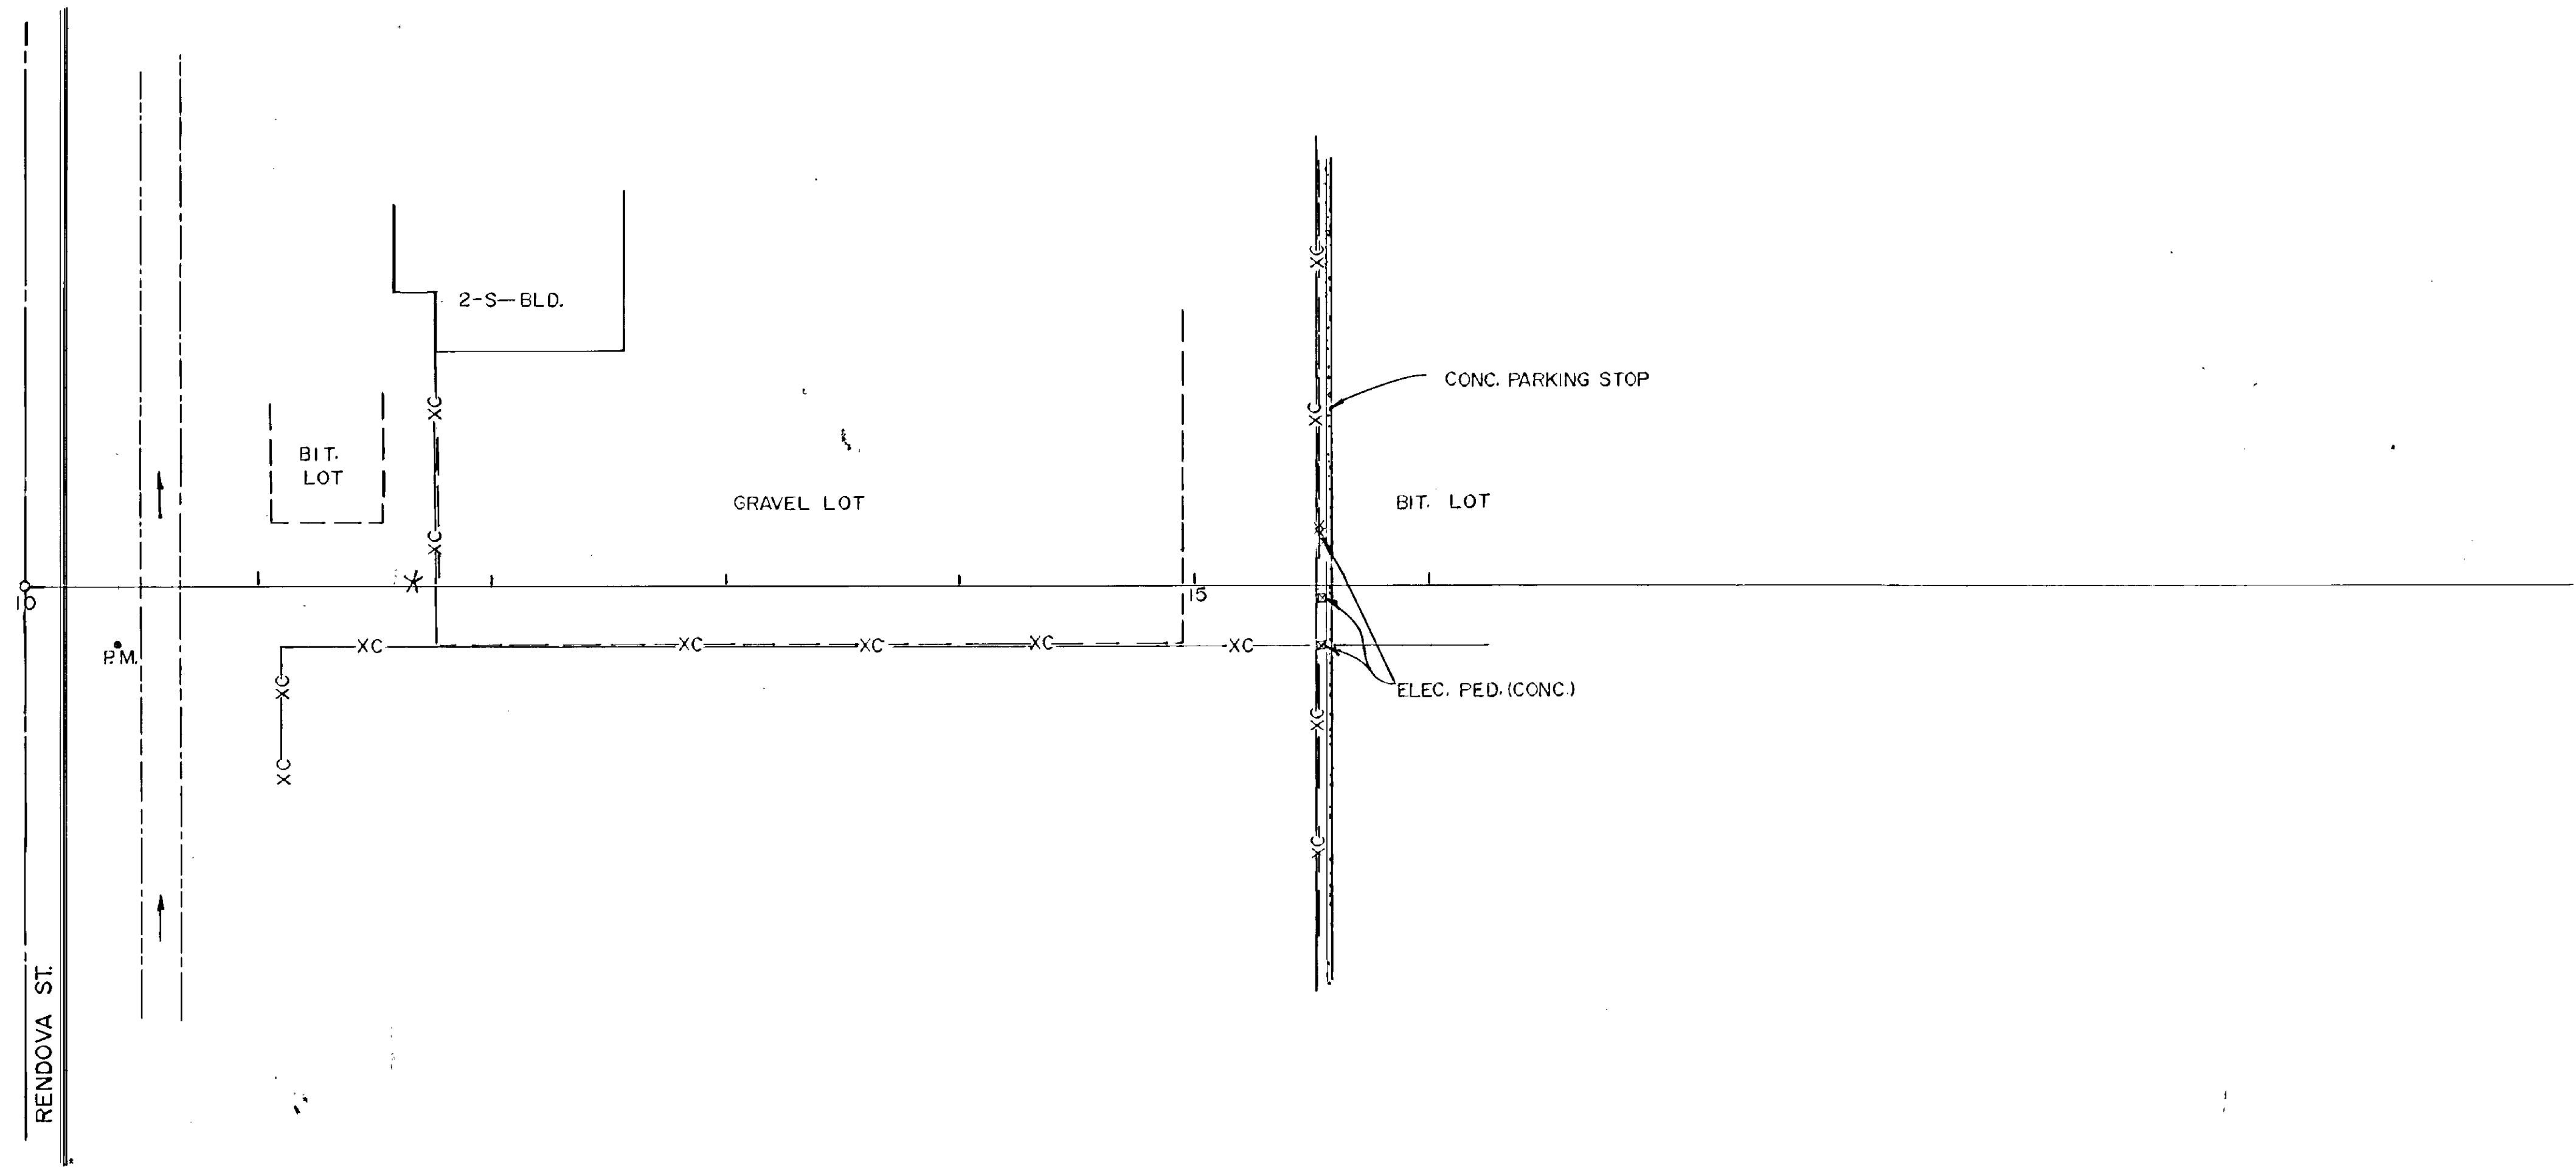 2-S-BLD.
CONC. PARKING STOP
BIT.
LOT
GRAVEL LOT
BIT. LOT
10
15
P.M.
XC
XC
XC
XC
XC
XC
XC
XC
XC
XC
XC
XC
XC
ELEC. PED. (CONC.)
RENDOVA ST.